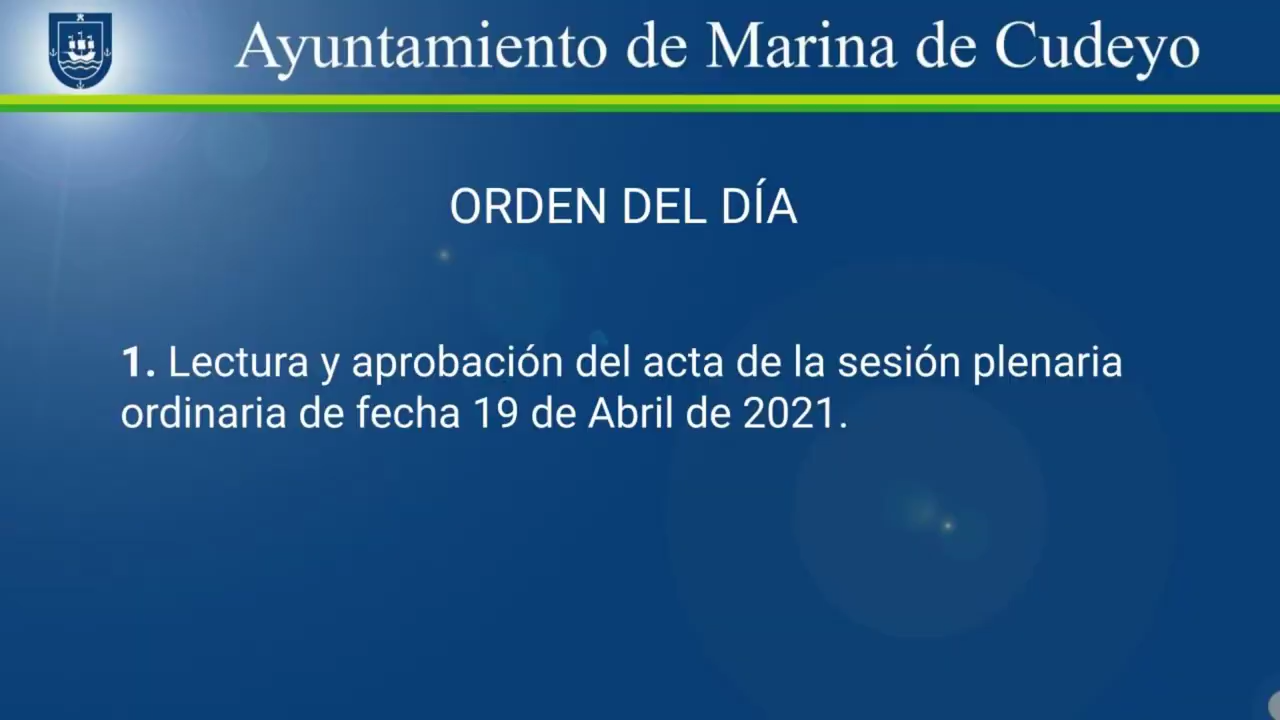 Ayuntamiento de Marina de Cudeyo
ORDEN DEL DÍA
1. Lectura y aprobación del acta de la sesión plenaria
ordinaria de fecha 19 de Abril de 2021.